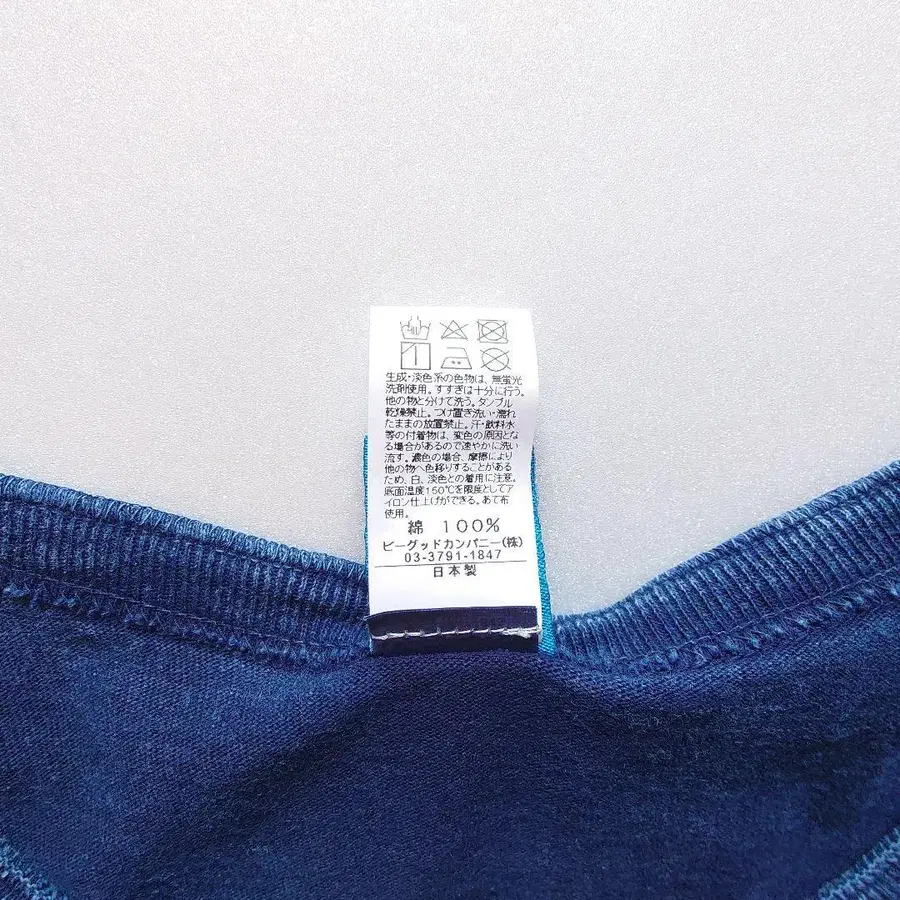 生成・淡色系の色物は、無蛍光
洗剤使用。すすぎは十分に行う。
他の物と分けて洗う。タンブル
乾燥禁止。つけ置き洗い・濡れ
たままの放置禁止。汗・飲料水
等の付着物は、変色の原因とな
る場合があるので速やかに洗い
流す。濃色の場合、摩擦により
他の物へ色移りすることがある
ため、白、淡色との着用に注意。
底面温度150℃を限度としてア
イロン仕上げができる。あて布
使用。
綿 100%
ビーグッドカンパニー(株)
03-3791-1847
日本製